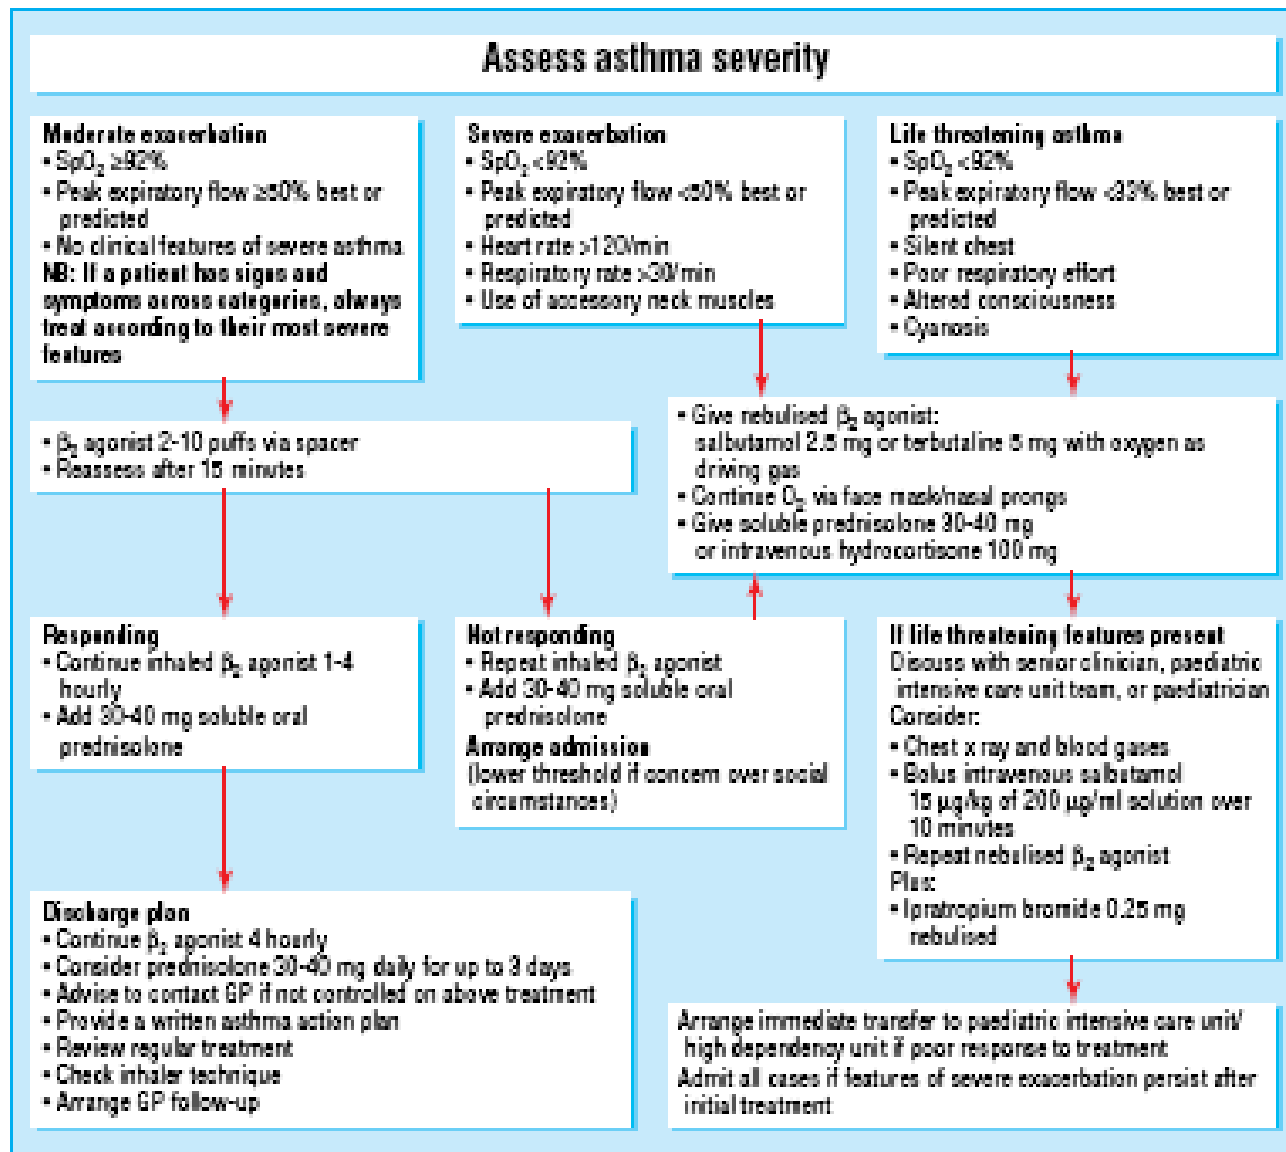 Assess asthma severity
Moderate exacerbation
• SpO₂ ≥92%
• Peak expiratory flow ≥50% best or
predicted
• No clinical features of severe asthma
NB: If a patient has signs and
symptoms across categories, always
treat according to their most severe
features
Severe exacerbation
• SpO₂ <92%
• Peak expiratory flow <50% best or
predicted
• Heart rate >120/min
• Respiratory rate >30/min
• Use of accessory neck muscles
Life threatening asthma
• SpO₂ <92%
• Peak expiratory flow <33% best or
predicted
• Silent chest
• Poor respiratory effort
• Altered consciousness
• Cyanosis
• β₂ agonist 2-10 puffs via spacer
• Reassess after 15 minutes
• Give nebulised β₂ agonist:
salbutamol 2.5 mg or terbutaline 5 mg with oxygen as
driving gas
• Continue O₂ via face mask/nasal prongs
• Give soluble prednisolone 30-40 mg
or intravenous hydrocortisone 100 mg
Responding
• Continue inhaled β₂ agonist 1-4
hourly
• Add 30-40 mg soluble oral
prednisolone
Not responding
• Repeat inhaled β₂ agonist
• Add 30-40 mg soluble oral
prednisolone
Arrange admission
(lower threshold if concern over social
circumstances)
If life threatening features present
Discuss with senior clinician, paediatric
intensive care unit team, or paediatrician
Consider:
• Chest x ray and blood gases
• Bolus intravenous salbutamol
15 µg/kg of 200 µg/ml solution over
10 minutes
• Repeat nebulised β₂ agonist
Plus:
• Ipratropium bromide 0.25 mg
nebulised
Discharge plan
• Continue β₂ agonist 4 hourly
• Consider prednisolone 30-40 mg daily for up to 3 days
• Advise to contact GP if not controlled on above treatment
• Provide a written asthma action plan
• Review regular treatment
• Check inhaler technique
• Arrange GP follow-up
Arrange immediate transfer to paediatric intensive care unit/
high dependency unit if poor response to treatment
Admit all cases if features of severe exacerbation persist after
initial treatment